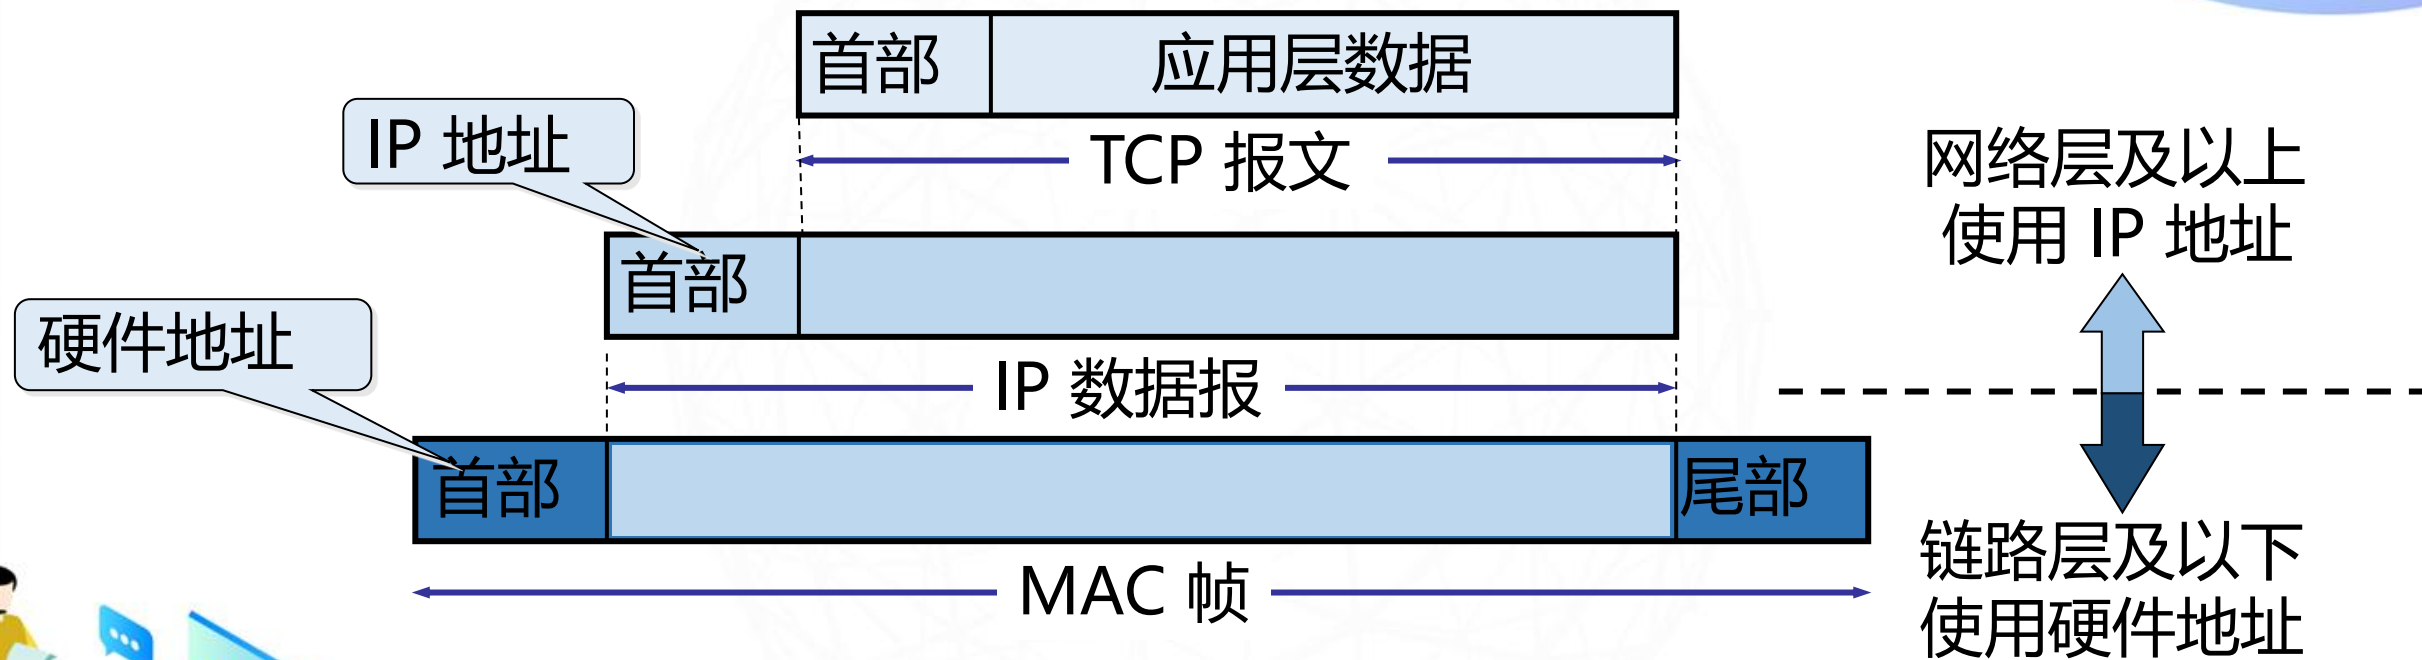 首部
应用层数据
IP 地址
TCP 报文
网络层及以上
使用 IP 地址
首部
硬件地址
IP 数据报
首部
尾部
MAC 帧
链路层及以下
使用硬件地址